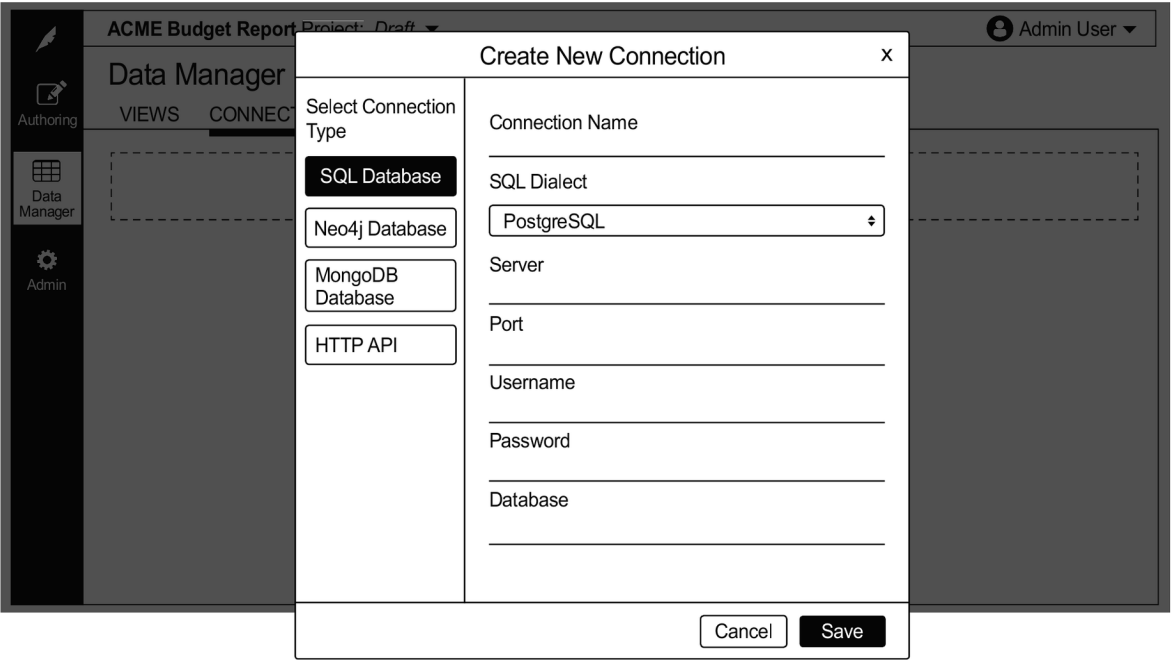 ACME Budget Report Project: Draft
Admin User
Data Manager
VIEWS CONNECT
Authoring
Data
Manager
Admin
Create New Connection X
Select Connection
Type
SQL Database
Neo4j Database
MongoDB
Database
HTTP API
Connection Name
SQL Dialect
PostgreSQL
Server
Port
Username
Password
Database
Cancel Save